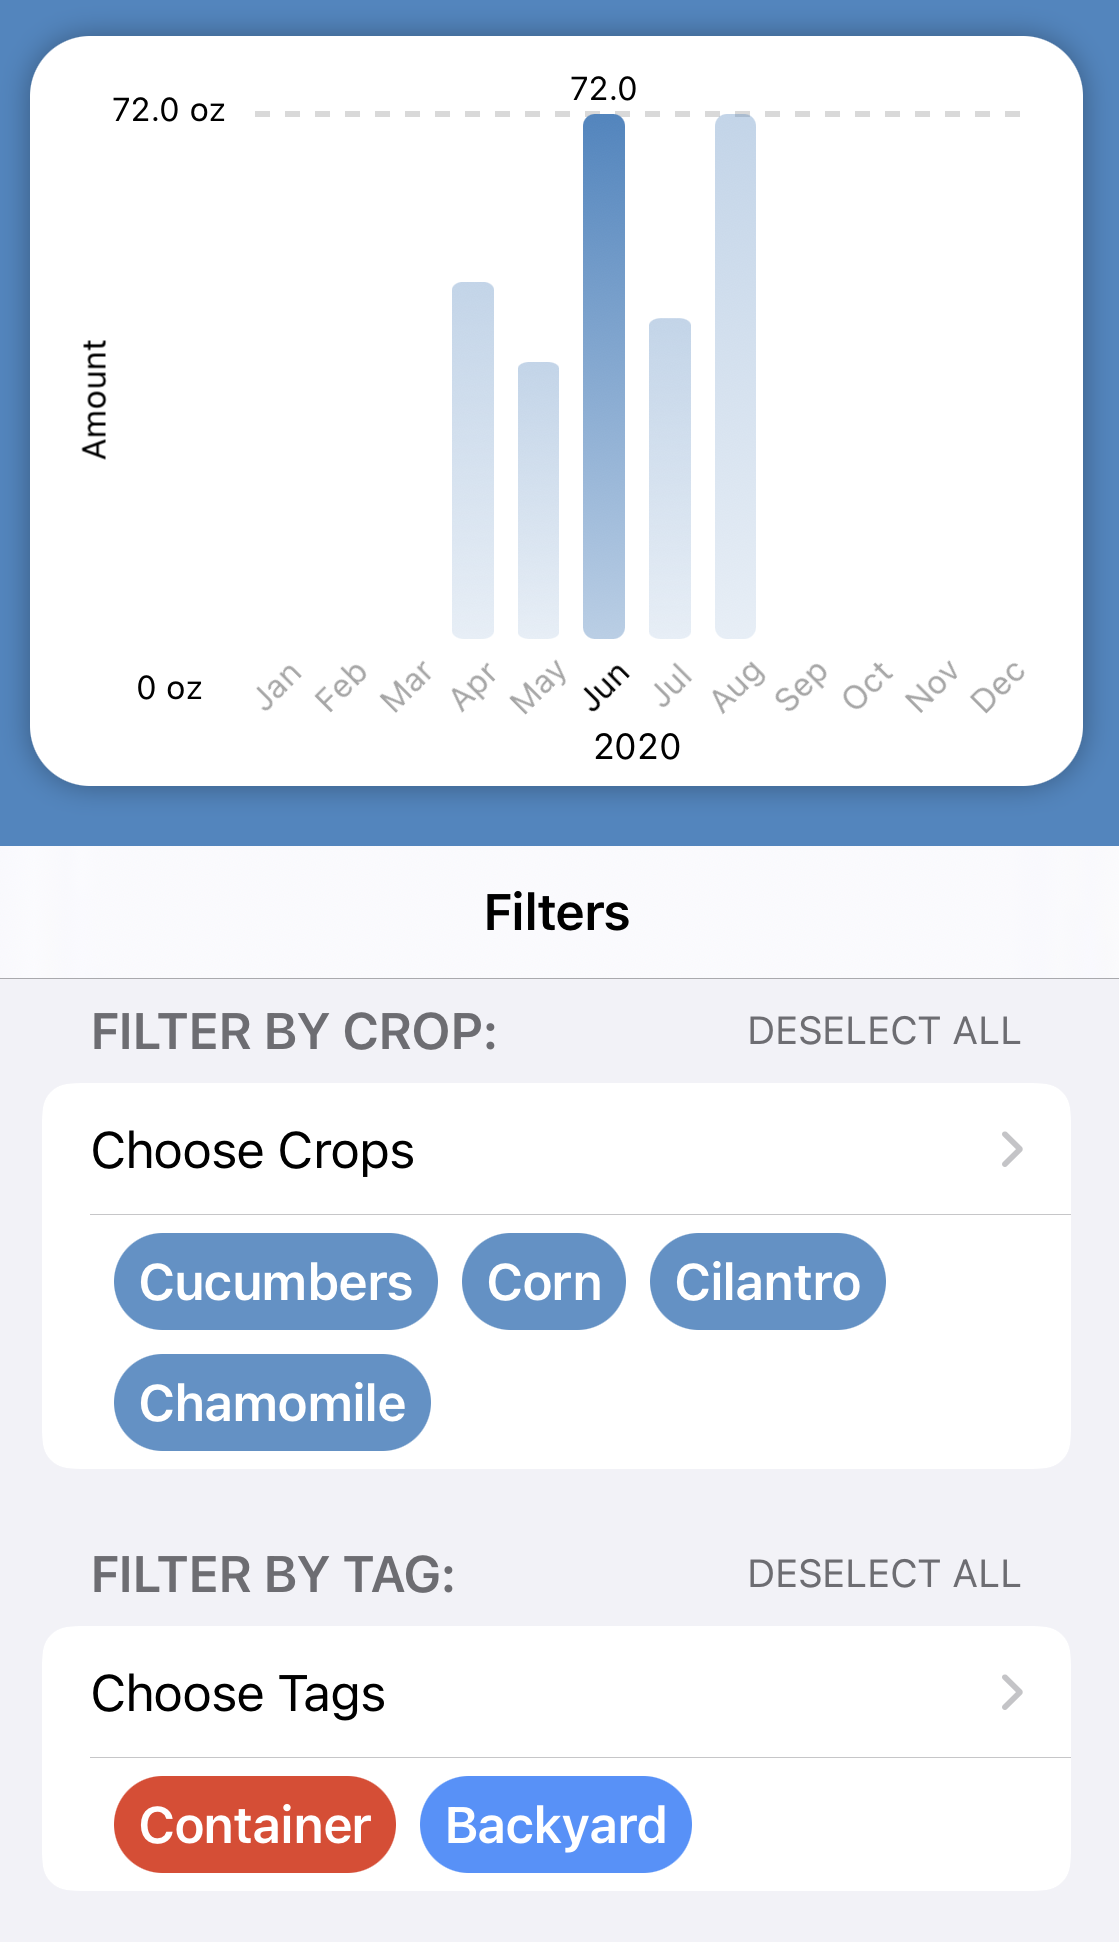 72.0
72.0 oz
Amount
0 oz
Jan Feb Mar Apr May Jun Jul Aug Sep Oct Nov Dec
2020
Filters
FILTER BY CROP: DESELECT ALL
Choose Crops
Cucumbers Corn Cilantro
Chamomile
FILTER BY TAG: DESELECT ALL
Choose Tags
Container Backyard